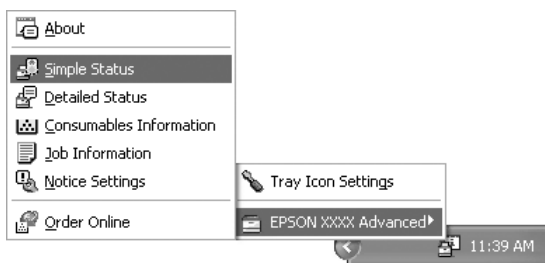 About
Simple Status
Detailed Status
Consumables Information
Job Information
Notice Settings
Order Online
Tray Icon Settings
EPSON XXXX Advanced
11:39 AM